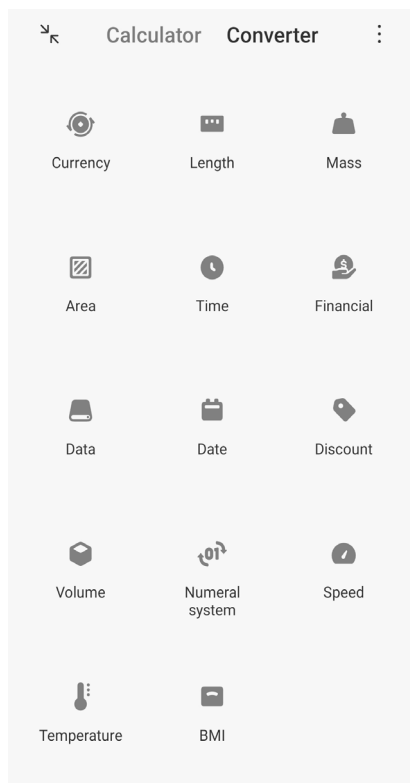 Calculator Converter
Currency Length Mass
Area Time Financial
Data Date Discount
Volume Numeral Speed
system
Temperature BMI